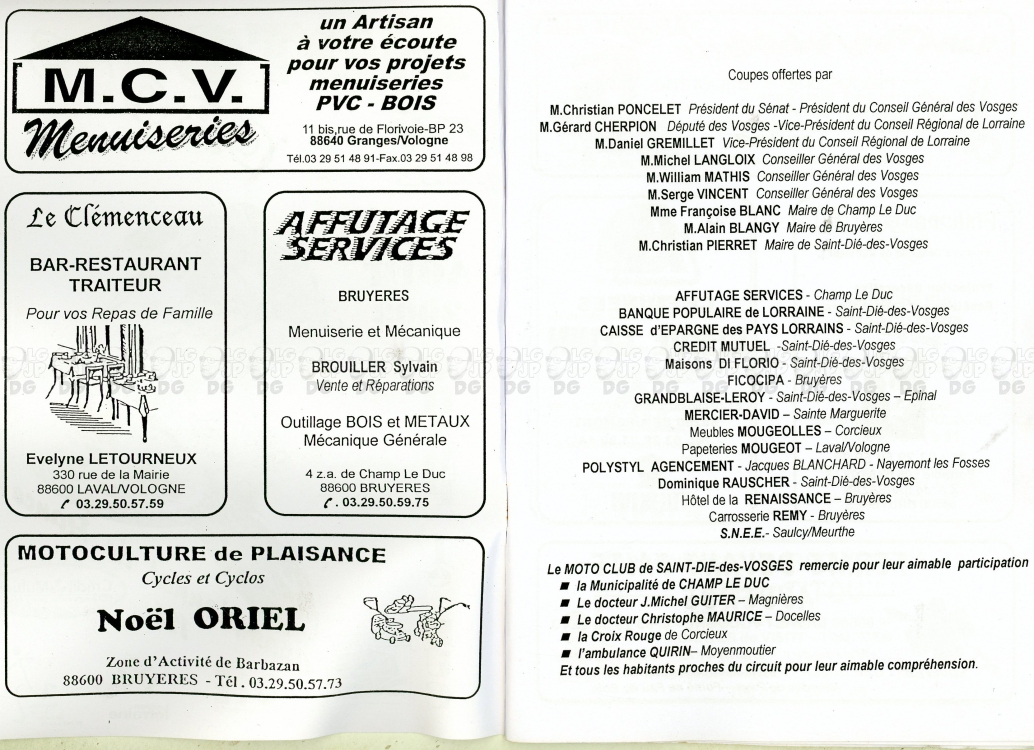 M.C.V.
Menuiseries
un Artisan
à votre écoute
pour vos projets
menuiseries
PVC - BOIS
11 bis,rue de Florivoie-BP 23
88640 Granges/Vologne
Tél.03 29 51 48 91-Fax.03 29 51 48 98
Le Clémenceau
BAR-RESTAURANT
TRAITEUR
Pour vos Repas de Famille
Evelyne LETOURNEUX
330 rue de la Mairie
88600 LAVAL/VOLOGNE
03.29.50.57.59
AFFUTAGE
SERVICES
BRUYERES
Menuiserie et Mécanique
BROUILLER Sylvain
Vente et Réparations
Outillage BOIS et METAUX
Mécanique Générale
4 z.a. de Champ Le Duc
88600 BRUYERES
. 03.29.50.59.75
MOTOCULTURE de PLAISANCE
Cycles et Cyclos
Noël ORIEL
Zone d'Activité de Barbazan
88600 BRUYERES - Tél . 03.29.50.57.73
Coupes offertes par
M.Christian PONCELET Président du Sénat - Président du Conseil Général des Vosges
M.Gérard CHERPION Député des Vosges -Vice-Président du Conseil Régional de Lorraine
M.Daniel GREMILLET Vice-Président du Conseil Régional de Lorraine
M.Michel LANGLOIX Conseiller Général des Vosges
M.William MATHIS Conseiller Général des Vosges
M.Serge VINCENT Conseiller Général des Vosges
Mme Françoise BLANC Maire de Champ Le Duc
M.Alain BLANGY Maire de Bruyères
M.Christian PIERRET Maire de Saint-Dié-des-Vosges
AFFUTAGE SERVICES - Champ Le Duc
BANQUE POPULAIRE de LORRAINE - Saint-Dié-des-Vosges
CAISSE d'EPARGNE des PAYS LORRAINS - Saint-Dié-des-Vosges
CREDIT MUTUEL -Saint-Dié-des-Vosges
Maisons DI FLORIO - Saint-Dié-des-Vosges
FICOCIPA - Bruyères
GRANDBLAISE-LEROY - Saint-Dié-des-Vosges – Epinal
MERCIER-DAVID – Sainte Marguerite
Meubles MOUGEOLLES – Corcieux
Papeteries MOUGEOT – Laval/Vologne
POLYSTYL AGENCEMENT - Jacques BLANCHARD - Nayemont les Fosses
Dominique RAUSCHER - Saint-Dié-des-Vosges
Hôtel de la RENAISSANCE – Bruyères
Carrosserie REMY - Bruyères
S.N.E.E.- Saulcy/Meurthe
Le MOTO CLUB de SAINT-DIE-des-VOSGES remercie pour leur aimable participation
■ la Municipalité de CHAMP LE DUC
■ Le docteur J.Michel GUITER – Magnières
■ Le docteur Christophe MAURICE – Docelles
■ la Croix Rouge de Corcieux
■ l'ambulance QUIRIN– Moyenmoutier
Et tous les habitants proches du circuit pour leur aimable compréhension.